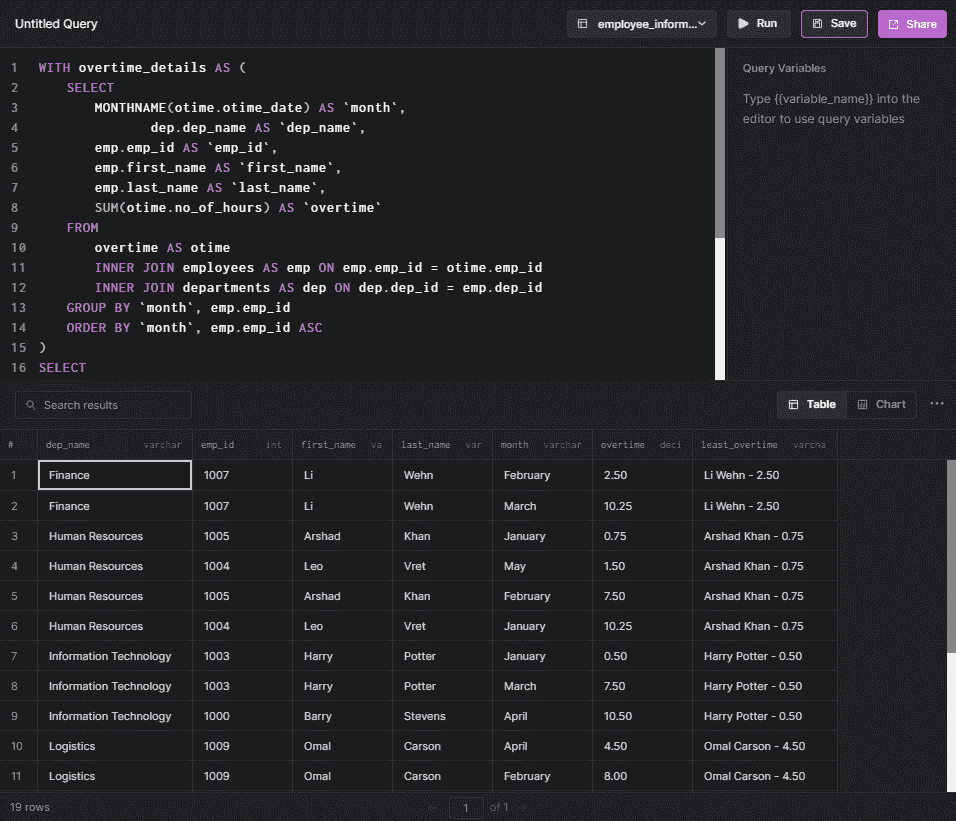 Untitled Query
employee_inform...
Run
Save
Share
1 WITH overtime_details AS (
2 SELECT
3 MONTHNAME(otime.otime_date) AS `month`,
4 dep.dep_name AS `dep_name`,
5 emp.emp_id AS `emp_id`,
6 emp.first_name AS `first_name`,
7 emp.last_name AS `last_name`,
8 SUM(otime.no_of_hours) AS `overtime`
9 FROM
10 overtime AS otime
11 INNER JOIN employees AS emp ON emp.emp_id = otime.emp_id
12 INNER JOIN departments AS dep ON dep.dep_id = emp.dep_id
13 GROUP BY `month`, emp.emp_id
14 ORDER BY `month`, emp.emp_id ASC
15 )
16 SELECT
Query Variables
Type {{variable_name}} into the
editor to use query variables
Search results
Table
Chart
# dep_name varchar emp_id int first_name va last_name var month varchar overtime deci least_overtime varcha
1 Finance 1007 Li Wehn February 2.50 Li Wehn - 2.50
2 Finance 1007 Li Wehn March 10.25 Li Wehn - 2.50
3 Human Resources 1005 Arshad Khan January 0.75 Arshad Khan - 0.75
4 Human Resources 1004 Leo Vret May 1.50 Arshad Khan - 0.75
5 Human Resources 1005 Arshad Khan February 7.50 Arshad Khan - 0.75
6 Human Resources 1004 Leo Vret January 10.25 Arshad Khan - 0.75
7 Information Technology 1003 Harry Potter January 0.50 Harry Potter - 0.50
8 Information Technology 1003 Harry Potter March 7.50 Harry Potter - 0.50
9 Information Technology 1000 Barry Stevens April 10.50 Harry Potter - 0.50
10 Logistics 1009 Omal Carson April 4.50 Omal Carson - 4.50
11 Logistics 1009 Omal Carson February 8.00 Omal Carson - 4.50
19 rows
1 of 1